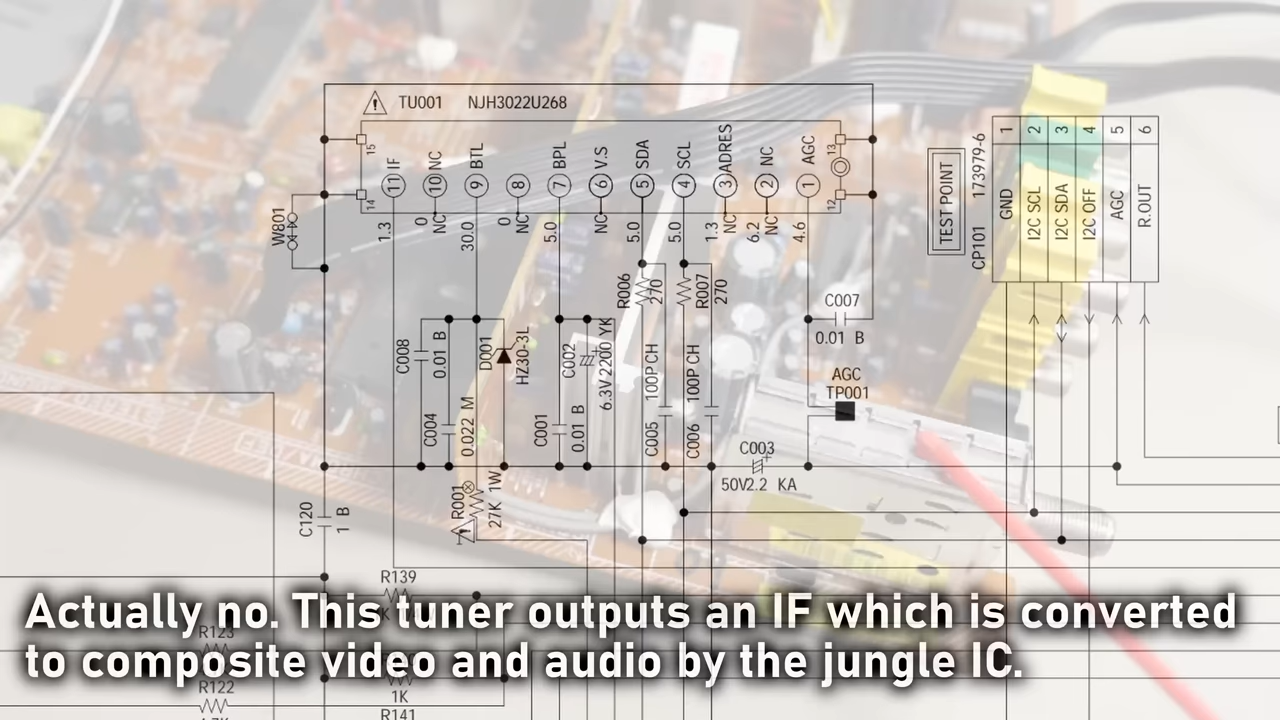 TU001 NJH3022U268
15
14
11 IF
10 NC
9 BTL
8
7 BPL
6 V.S
5 SDA
4 SCL
3 ADRES
2 NC
1 AGC
13
12
1.3
0
NC
30.0
0
NC
5.0
NC
5.0
5.0
1.3
NC
6.2
NC
4.6
W801
TEST POINT
CP101 173979-6
1 GND
2 I2C SCL
3 I2C SDA
4 I2C OFF
5 AGC
6 R.OUT
R006
270
R007
270
C007
0.01 B
C008
0.01 B
D001
HZ30-3L
C002
6.3V 2200 YK
C004
0.022 M
C001
0.01 B
C005
100P CH
C006
100P CH
AGC
TP001
C003
50V2.2 KA
R001
27K 1W
C120
1 B
R139
Actually no. This tuner outputs an IF which is converted
R123
to composite video and audio by the jungle IC.
R122
1K
R141